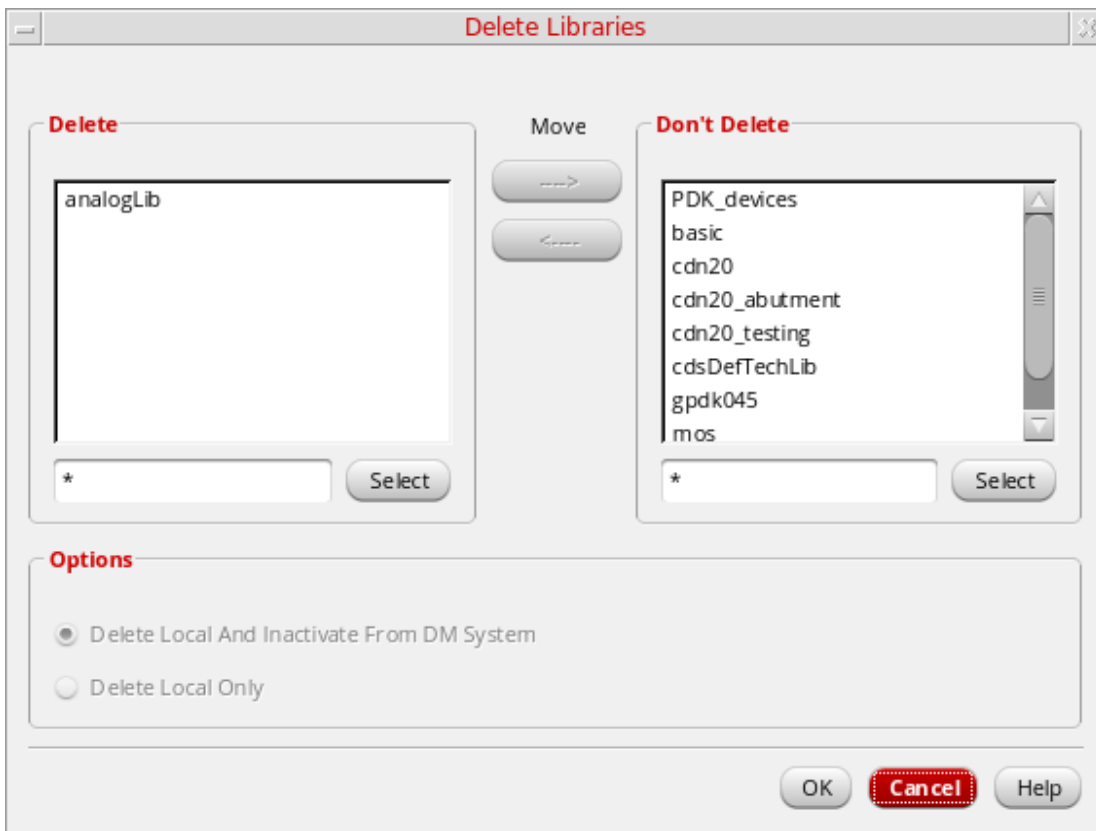 Delete Libraries
Delete
Move
Don't Delete
analogLib
---->
<----
PDK_devices
basic
cdn20
cdn20_abutment
cdn20_testing
cdsDefTechLib
gpdk045
mos
*
Select
*
Select
Options
Delete Local And Inactivate From DM System
Delete Local Only
OK
Cancel
Help